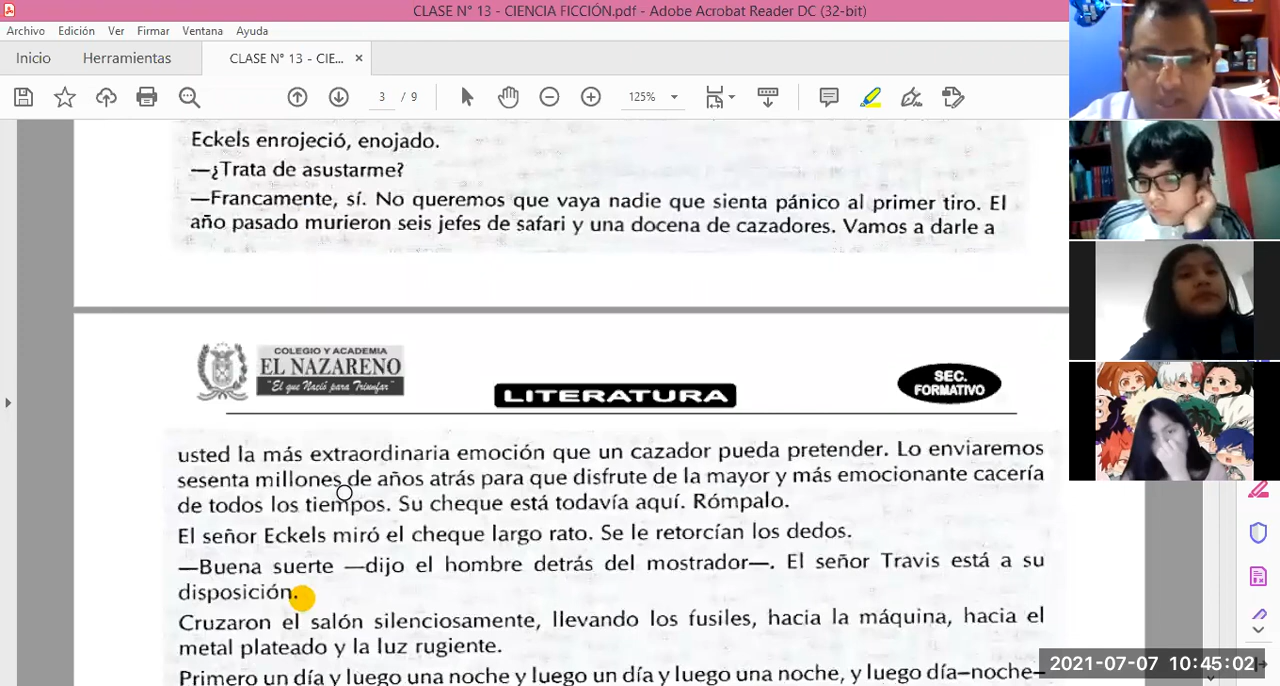 CLASE N° 13 - CIENCIA FICCIÓN.pdf - Adobe Acrobat Reader DC (32-bit)
Archivo Edición Ver Firmar Ventana Ayuda
Inicio Herramientas CLASE N° 13 - CIE... ×
3 / 9 125%
Eckels enrojeció, enojado.
—¿Trata de asustarme?
—Francamente, sí. No queremos que vaya nadie que sienta pánico al primer tiro. El
año pasado murieron seis jefes de safari y una docena de cazadores. Vamos a darle a
COLEGIO Y ACADEMIA
EL NAZARENO
"El que Nació para Triunfar"
LITERATURA
SEC.
FORMATIVO
usted la más extraordinaria emoción que un cazador pueda pretender. Lo enviaremos
sesenta millones de años atrás para que disfrute de la mayor y más emocionante cacería
de todos los tiempos. Su cheque está todavía aquí. Rómpalo.
El señor Eckels miró el cheque largo rato. Se le retorcían los dedos.
—Buena suerte —dijo el hombre detrás del mostrador—. El señor Travis está a su
disposición.
Cruzaron el salón silenciosamente, llevando los fusiles, hacia la máquina, hacia el
metal plateado y la luz rugiente.
Primero un día y luego una noche y luego un día y luego una noche, y luego día–noche–
2021-07-07 10:45:02